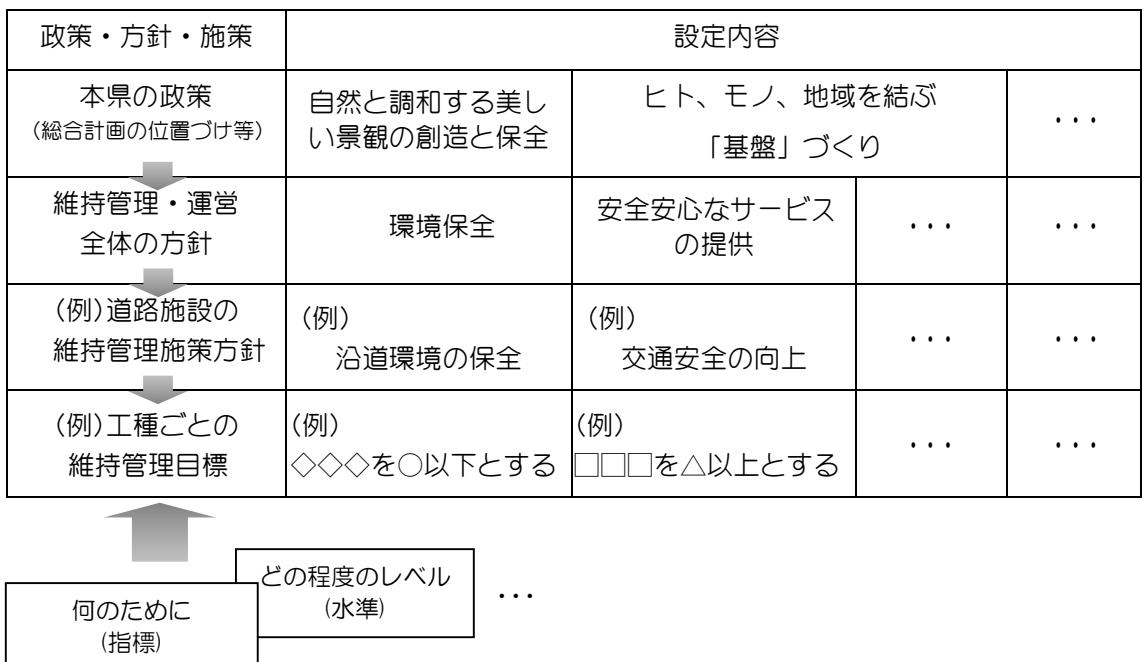 政策・方針・施策
設定内容
本県の政策
(総合計画の位置づけ等)
自然と調和する美し
い景観の創造と保全
ヒト、モノ、地域を結ぶ
「基盤」づくり
・・・
維持管理・運営
全体の方針
環境保全
安全安心なサービス
の提供
・・・
・・・
(例)道路施設の
維持管理施策方針
(例)
沿道環境の保全
(例)
交通安全の向上
・・・
・・・
(例)工種ごとの
維持管理目標
(例)
◇◇◇を○以下とする
(例)
□□□を△以上とする
・・・
・・・
どの程度のレベル
(水準)
・・・
何のために
(指標)